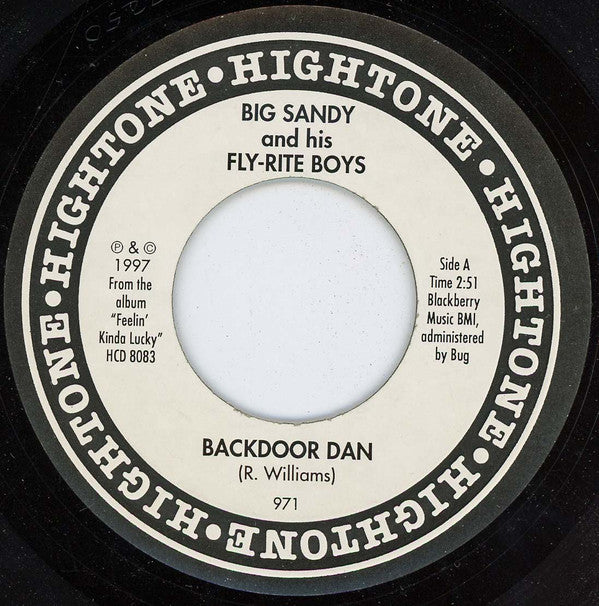 HIGHTONE • HIGHTONE • HIGHTONE • HIGHTONE • HIGHTONE •
BIG SANDY
and his
FLY-RITE BOYS
℗ & ©
1997
From the
album
"Feelin'
Kinda Lucky"
HCD 8083
Side A
Time 2:51
Blackberry
Music BMI,
administered
by Bug
BACKDOOR DAN
(R. Williams)
971